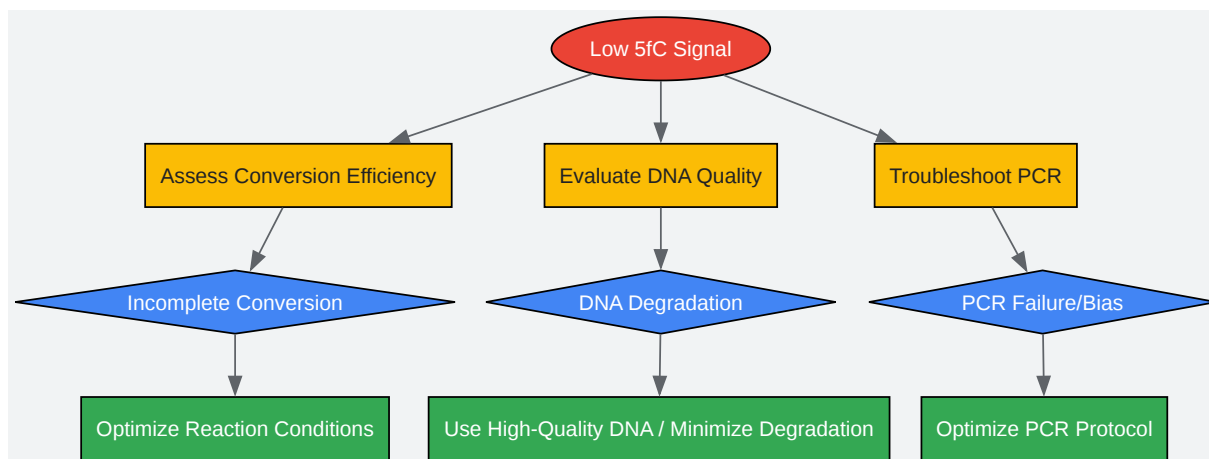 Low 5fC Signal
Assess Conversion Efficiency
Evaluate DNA Quality
Troubleshoot PCR
Incomplete Conversion
DNA Degradation
PCR Failure/Bias
Optimize Reaction Conditions
Use High-Quality DNA / Minimize Degradation
Optimize PCR Protocol